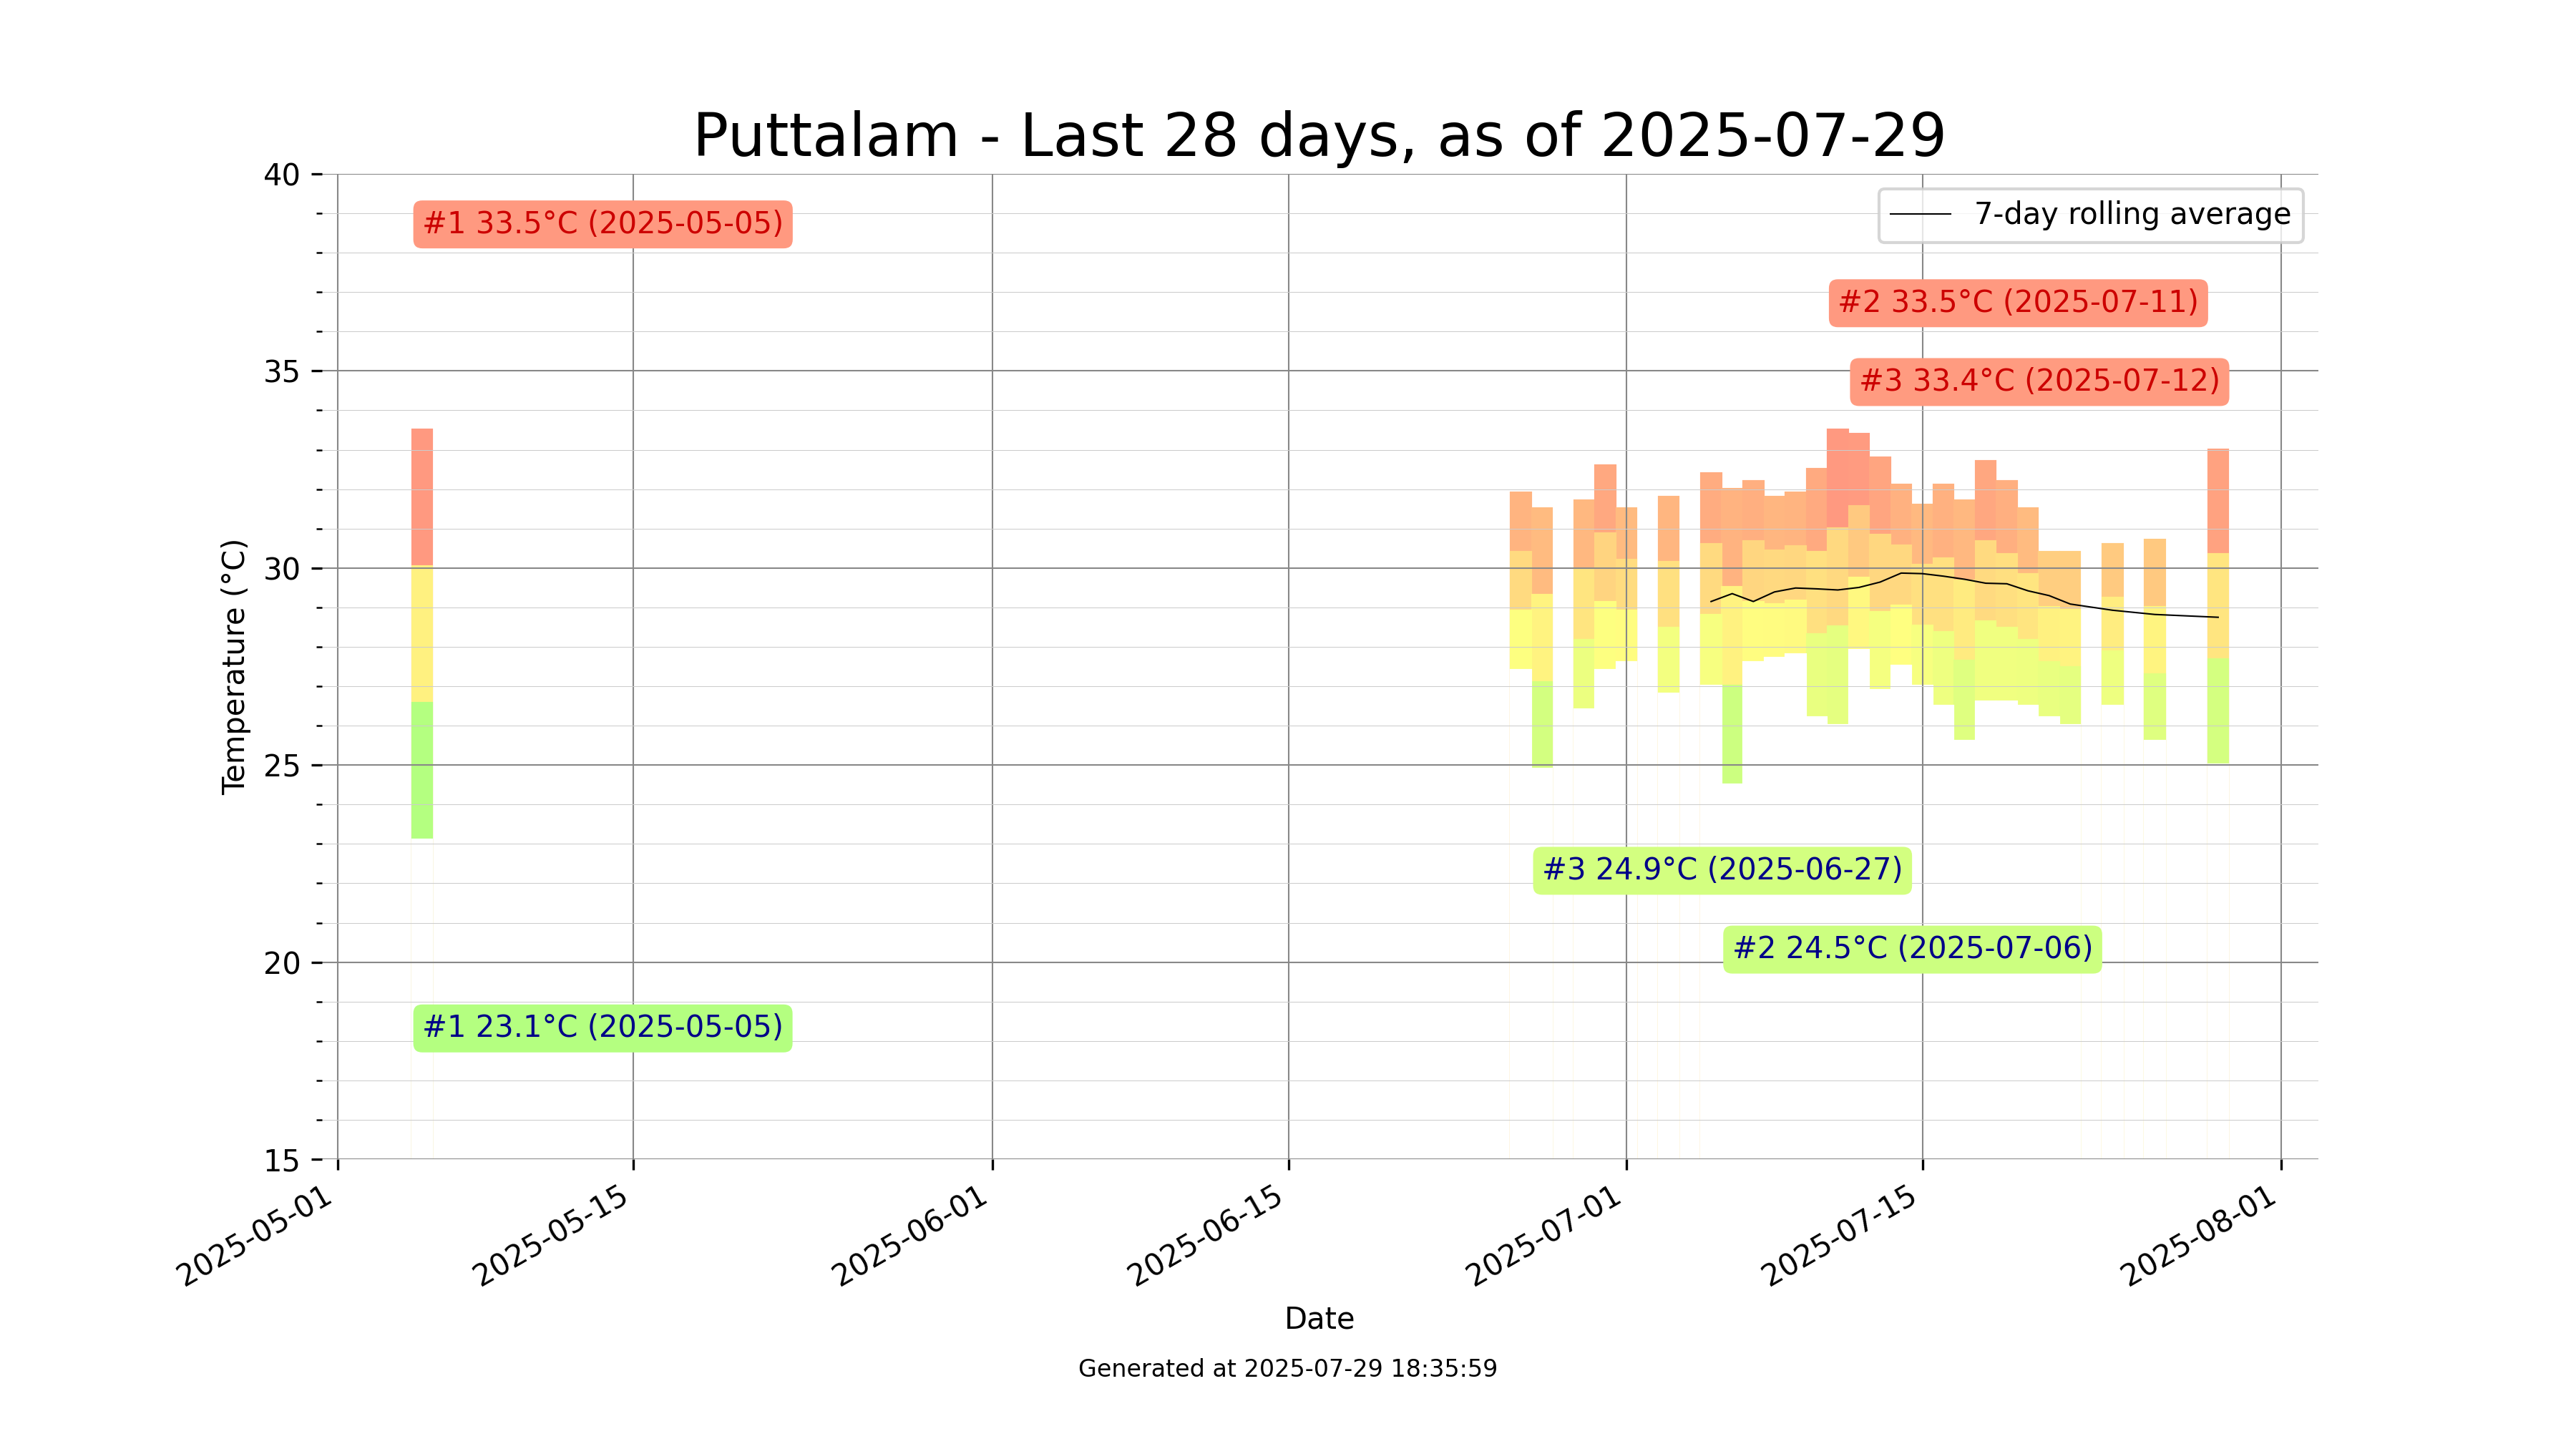 Puttalam - Last 28 days, as of 2025-07-29
40
35
30
25
20
15
Temperature (°C)
#1 33.5°C (2025-05-05)
7-day rolling average
#2 33.5°C (2025-07-11)
#3 33.4°C (2025-07-12)
#3 24.9°C (2025-06-27)
#2 24.5°C (2025-07-06)
#1 23.1°C (2025-05-05)
2025-05-01
2025-05-15
2025-06-01
2025-06-15
2025-07-01
2025-07-15
2025-08-01
Date
Generated at 2025-07-29 18:35:59